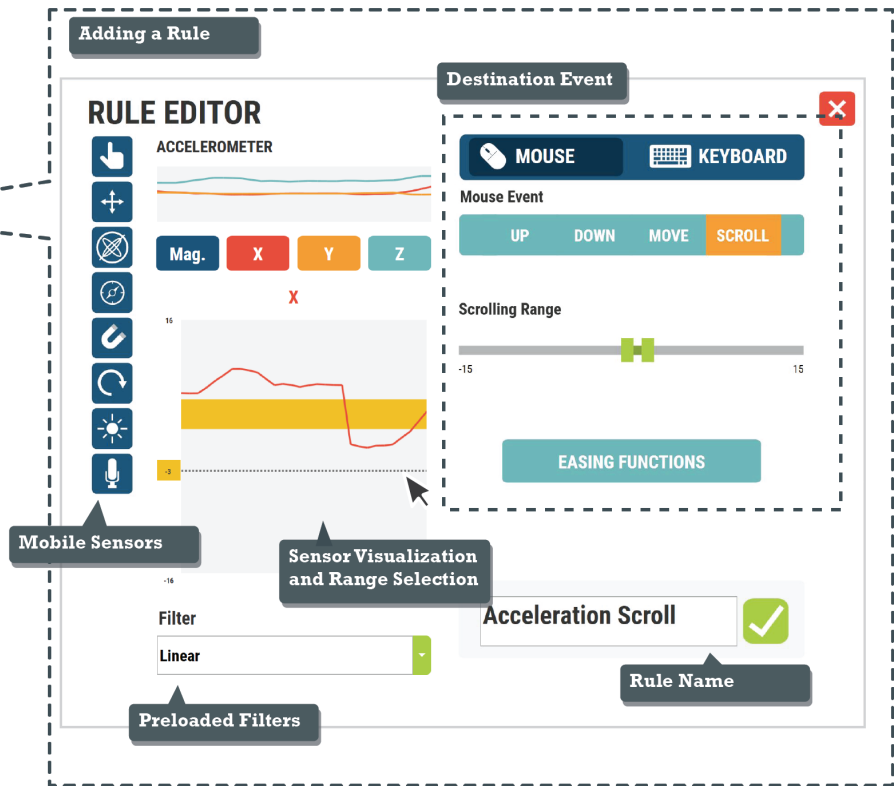 Adding a Rule
Destination Event
RULE EDITOR
ACCELEROMETER
Mag.
X
Y
Z
X
16
-3
-16
Mobile Sensors
Sensor Visualization
and Range Selection
Filter
Linear
Preloaded Filters
MOUSE
KEYBOARD
Mouse Event
UP
DOWN
MOVE
SCROLL
Scrolling Range
-15
15
EASING FUNCTIONS
Acceleration Scroll
Rule Name